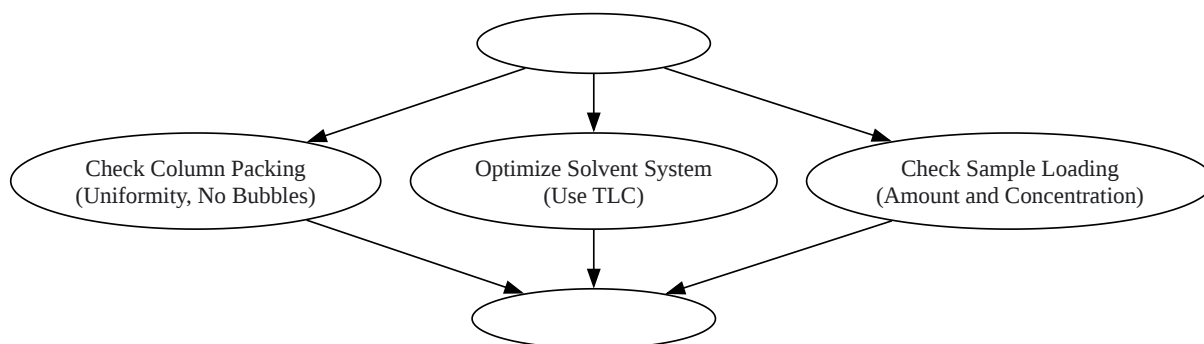 Check Column Packing
(Uniformity, No Bubbles)
Optimize Solvent System
(Use TLC)
Check Sample Loading
(Amount and Concentration)